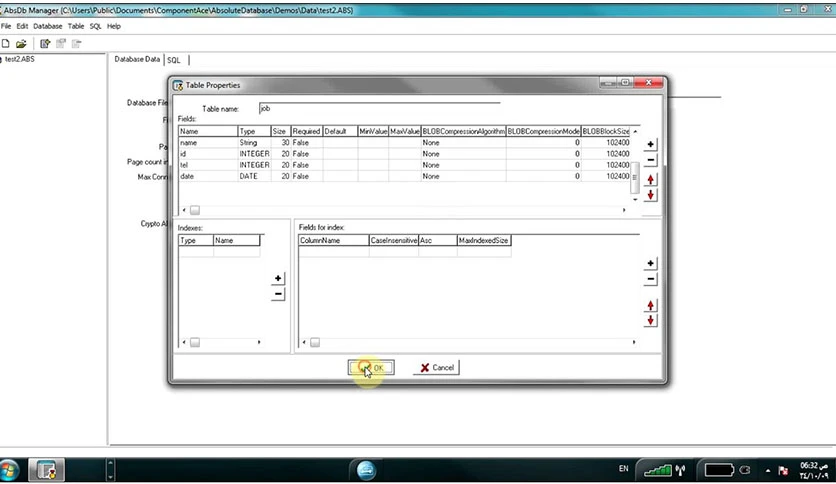 AbsDb Manager {C:\Users\Public\Documents\ComponentAce\AbsoluteDatabase\Demos\Data\test2.ABS}
File Edit Database Table SQL Help
test2.ABS
Database Data SQL
Database File
Page count in
Max Conn
Table Properties
Table name: job
Fields:
Name Type Size Required Default MinValue MaxValue BLOBCompressionAlgorithm BLOBCompressionMode BLOBBlockSize
name String 30 False None 0 102400
id INTEGER 20 False None 0 102400
tel INTEGER 20 False None 0 102400
date DATE 20 False None 0 102400
Indexes:
Type Name
Fields for index:
ColumnName CaseInsensitive Asc MaxIndexedSize
OK Cancel
EN
06:32 ص
٣٤/١٠/٠٩